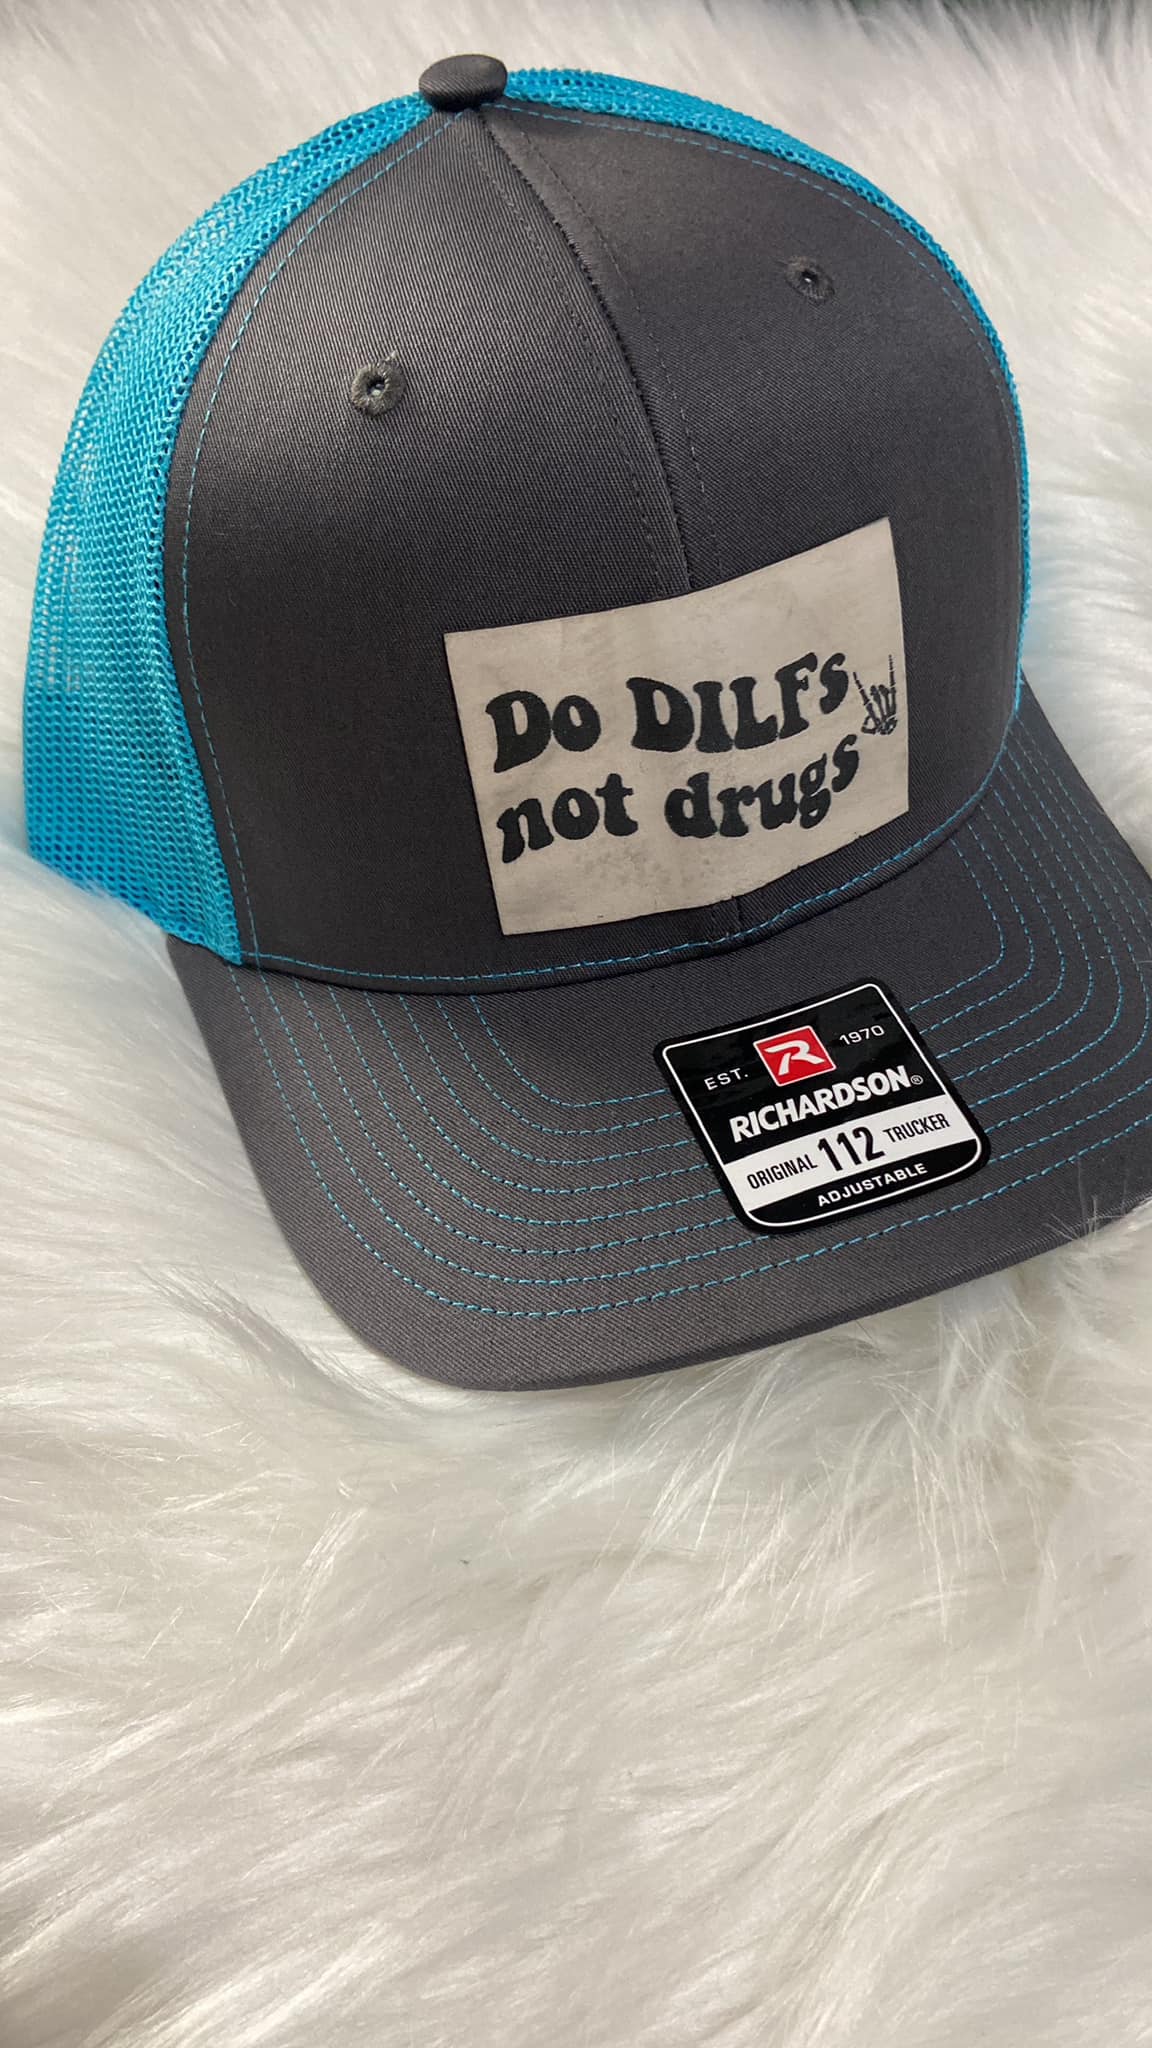 Do DILFs
not drugs
EST. R 1970
RICHARDSON®
ORIGINAL 112 TRUCKER
ADJUSTABLE